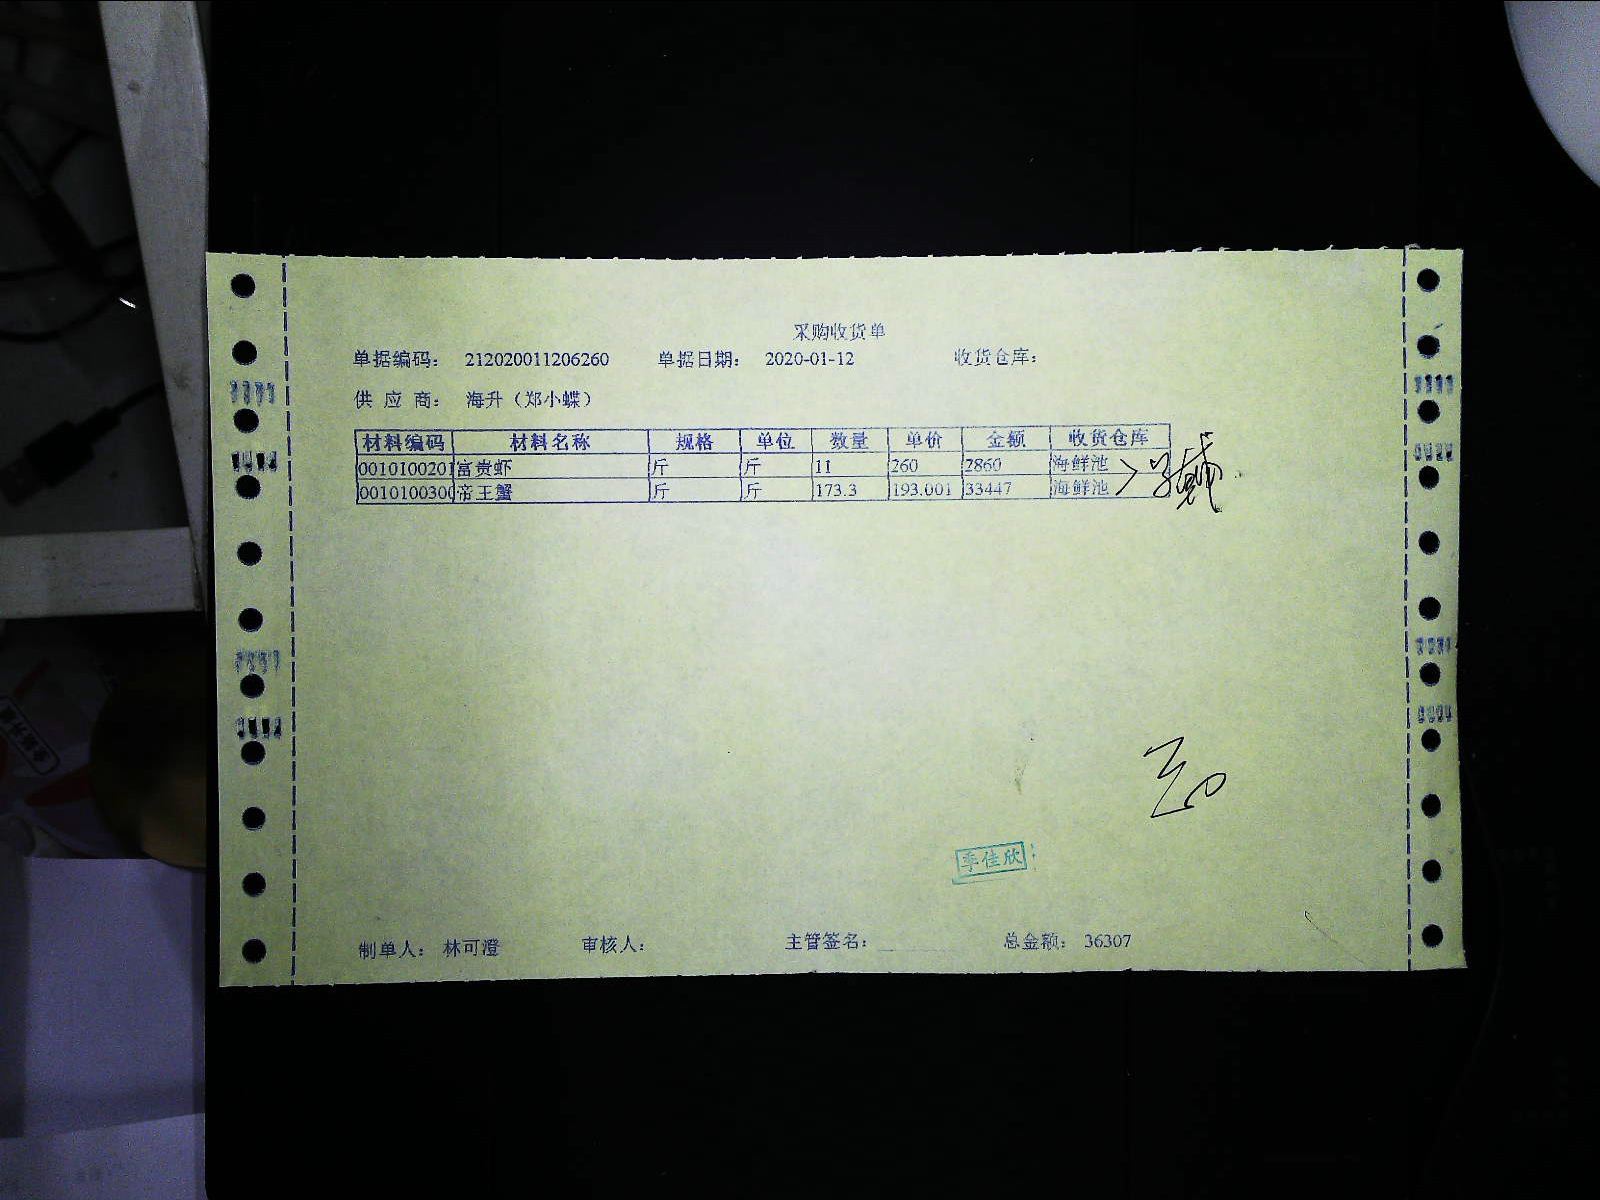 采购收货单
单据编码： 212020011206260 单据日期： 2020-01-12 收货仓库：
供 应 商： 海升（郑小蝶）
材料编码 材料名称 规格 单位 数量 单价 金额 收货仓库
0010100201 富贵虾 斤 斤 11 260 2860 海鲜池
0010100300 帝王蟹 斤 斤 173.3 193.001 33447 海鲜池
季佳欣
制单人： 林可澄 审核人： 主管签名： 总金额： 36307